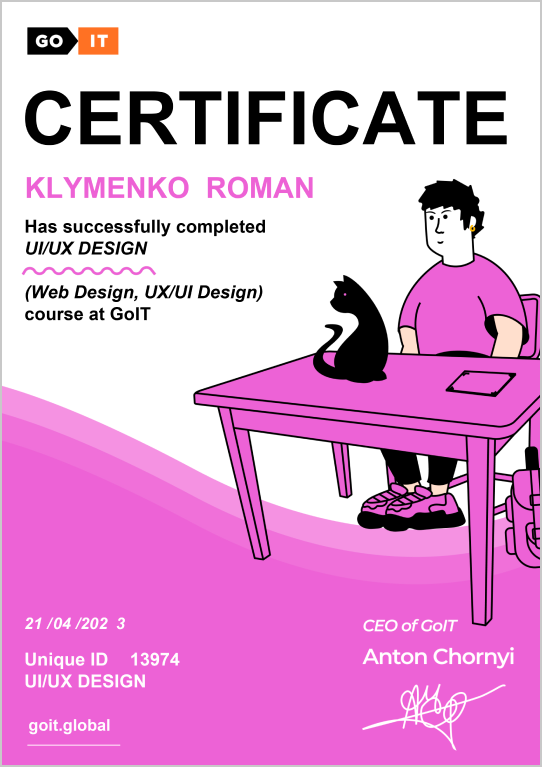 GO IT
CERTIFICATE
KLYMENKO ROMAN
Has successfully completed
UI/UX DESIGN
(Web Design, UX/UI Design)
course at GoIT
21 /04 /202 3
Unique ID 13974
UI/UX DESIGN
goit.global
CEO of GoIT
Anton Chornyi